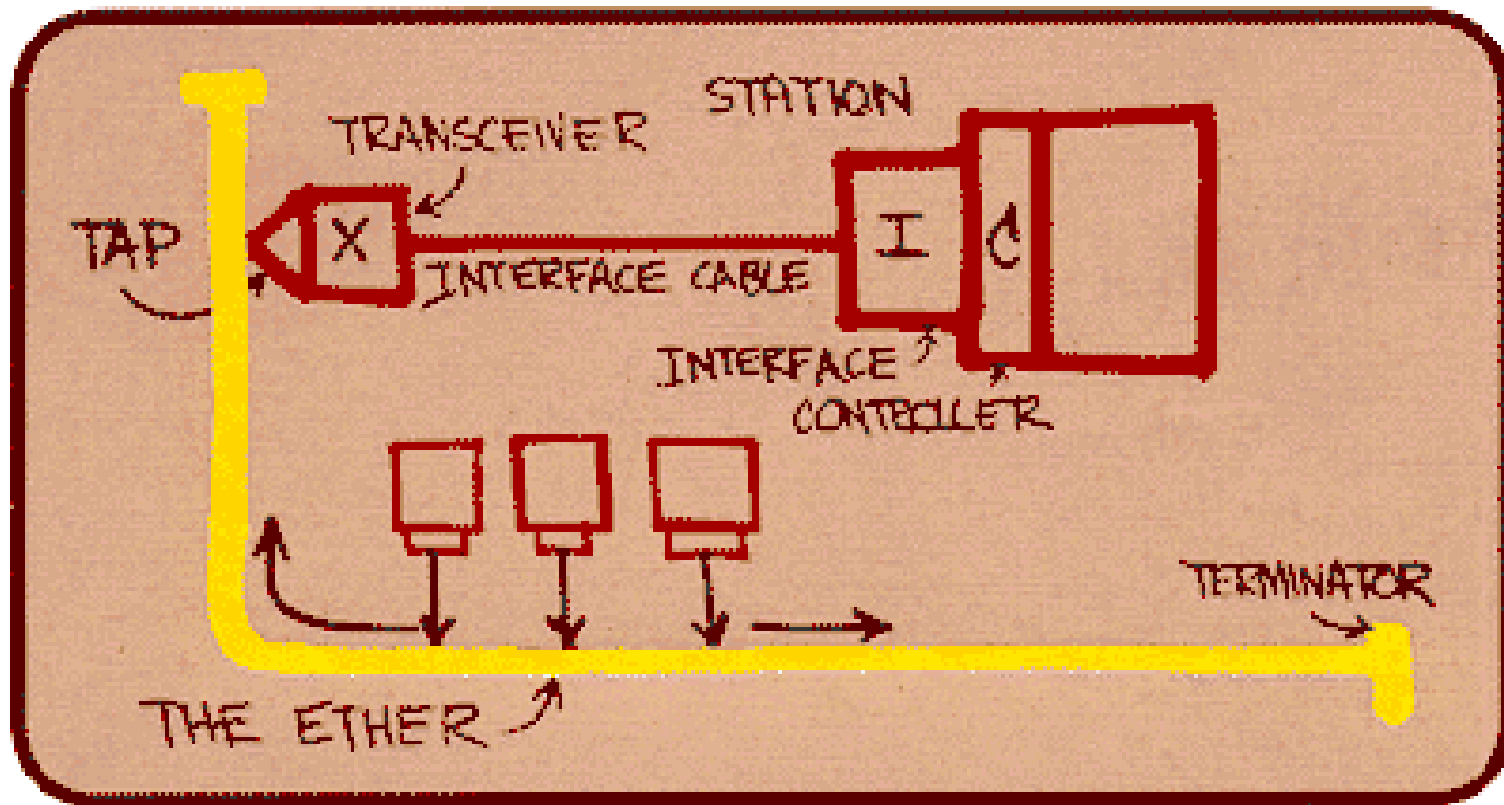 STATION
TRANSCEIVER
TAP
X
I
C
INTERFACE CABLE
INTERFACE
CONTROLLER
TERMINATOR
THE ETHER